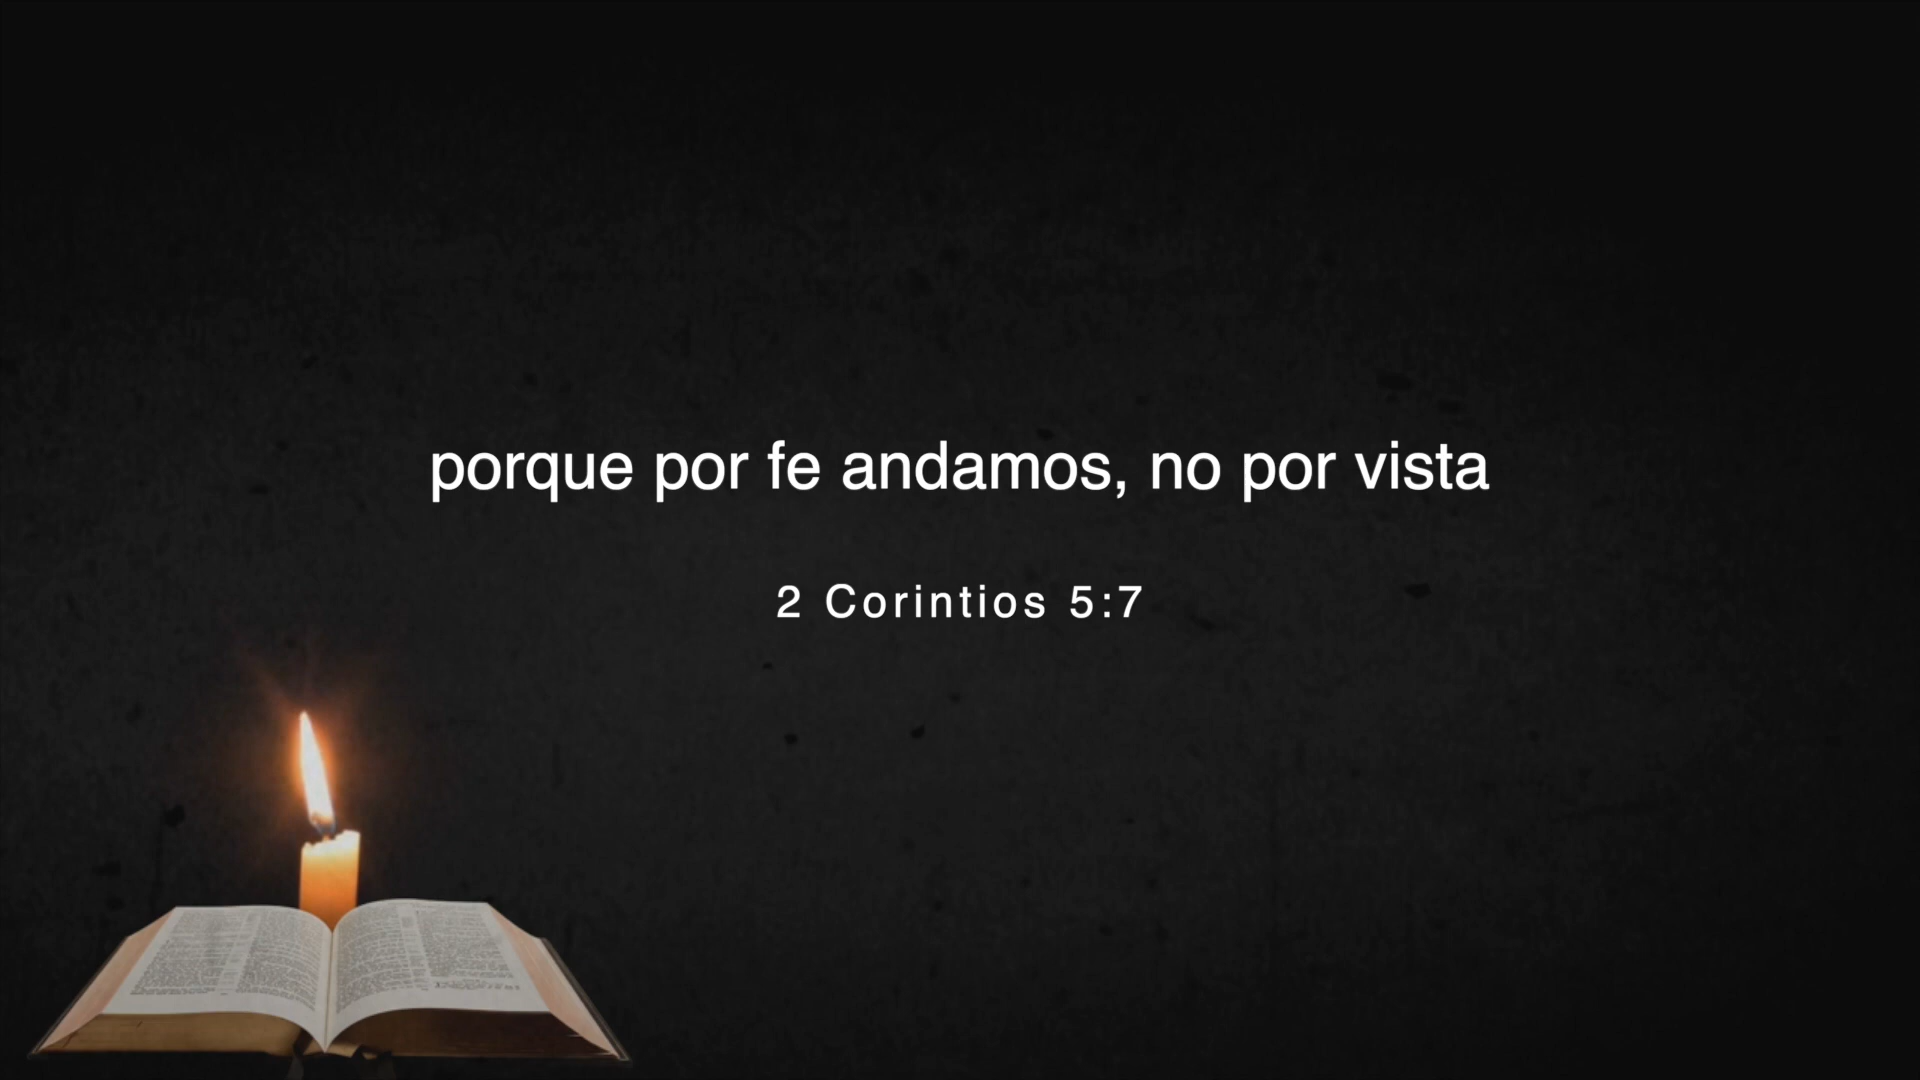 porque por fe andamos, no por vista
2 Corintios 5:7